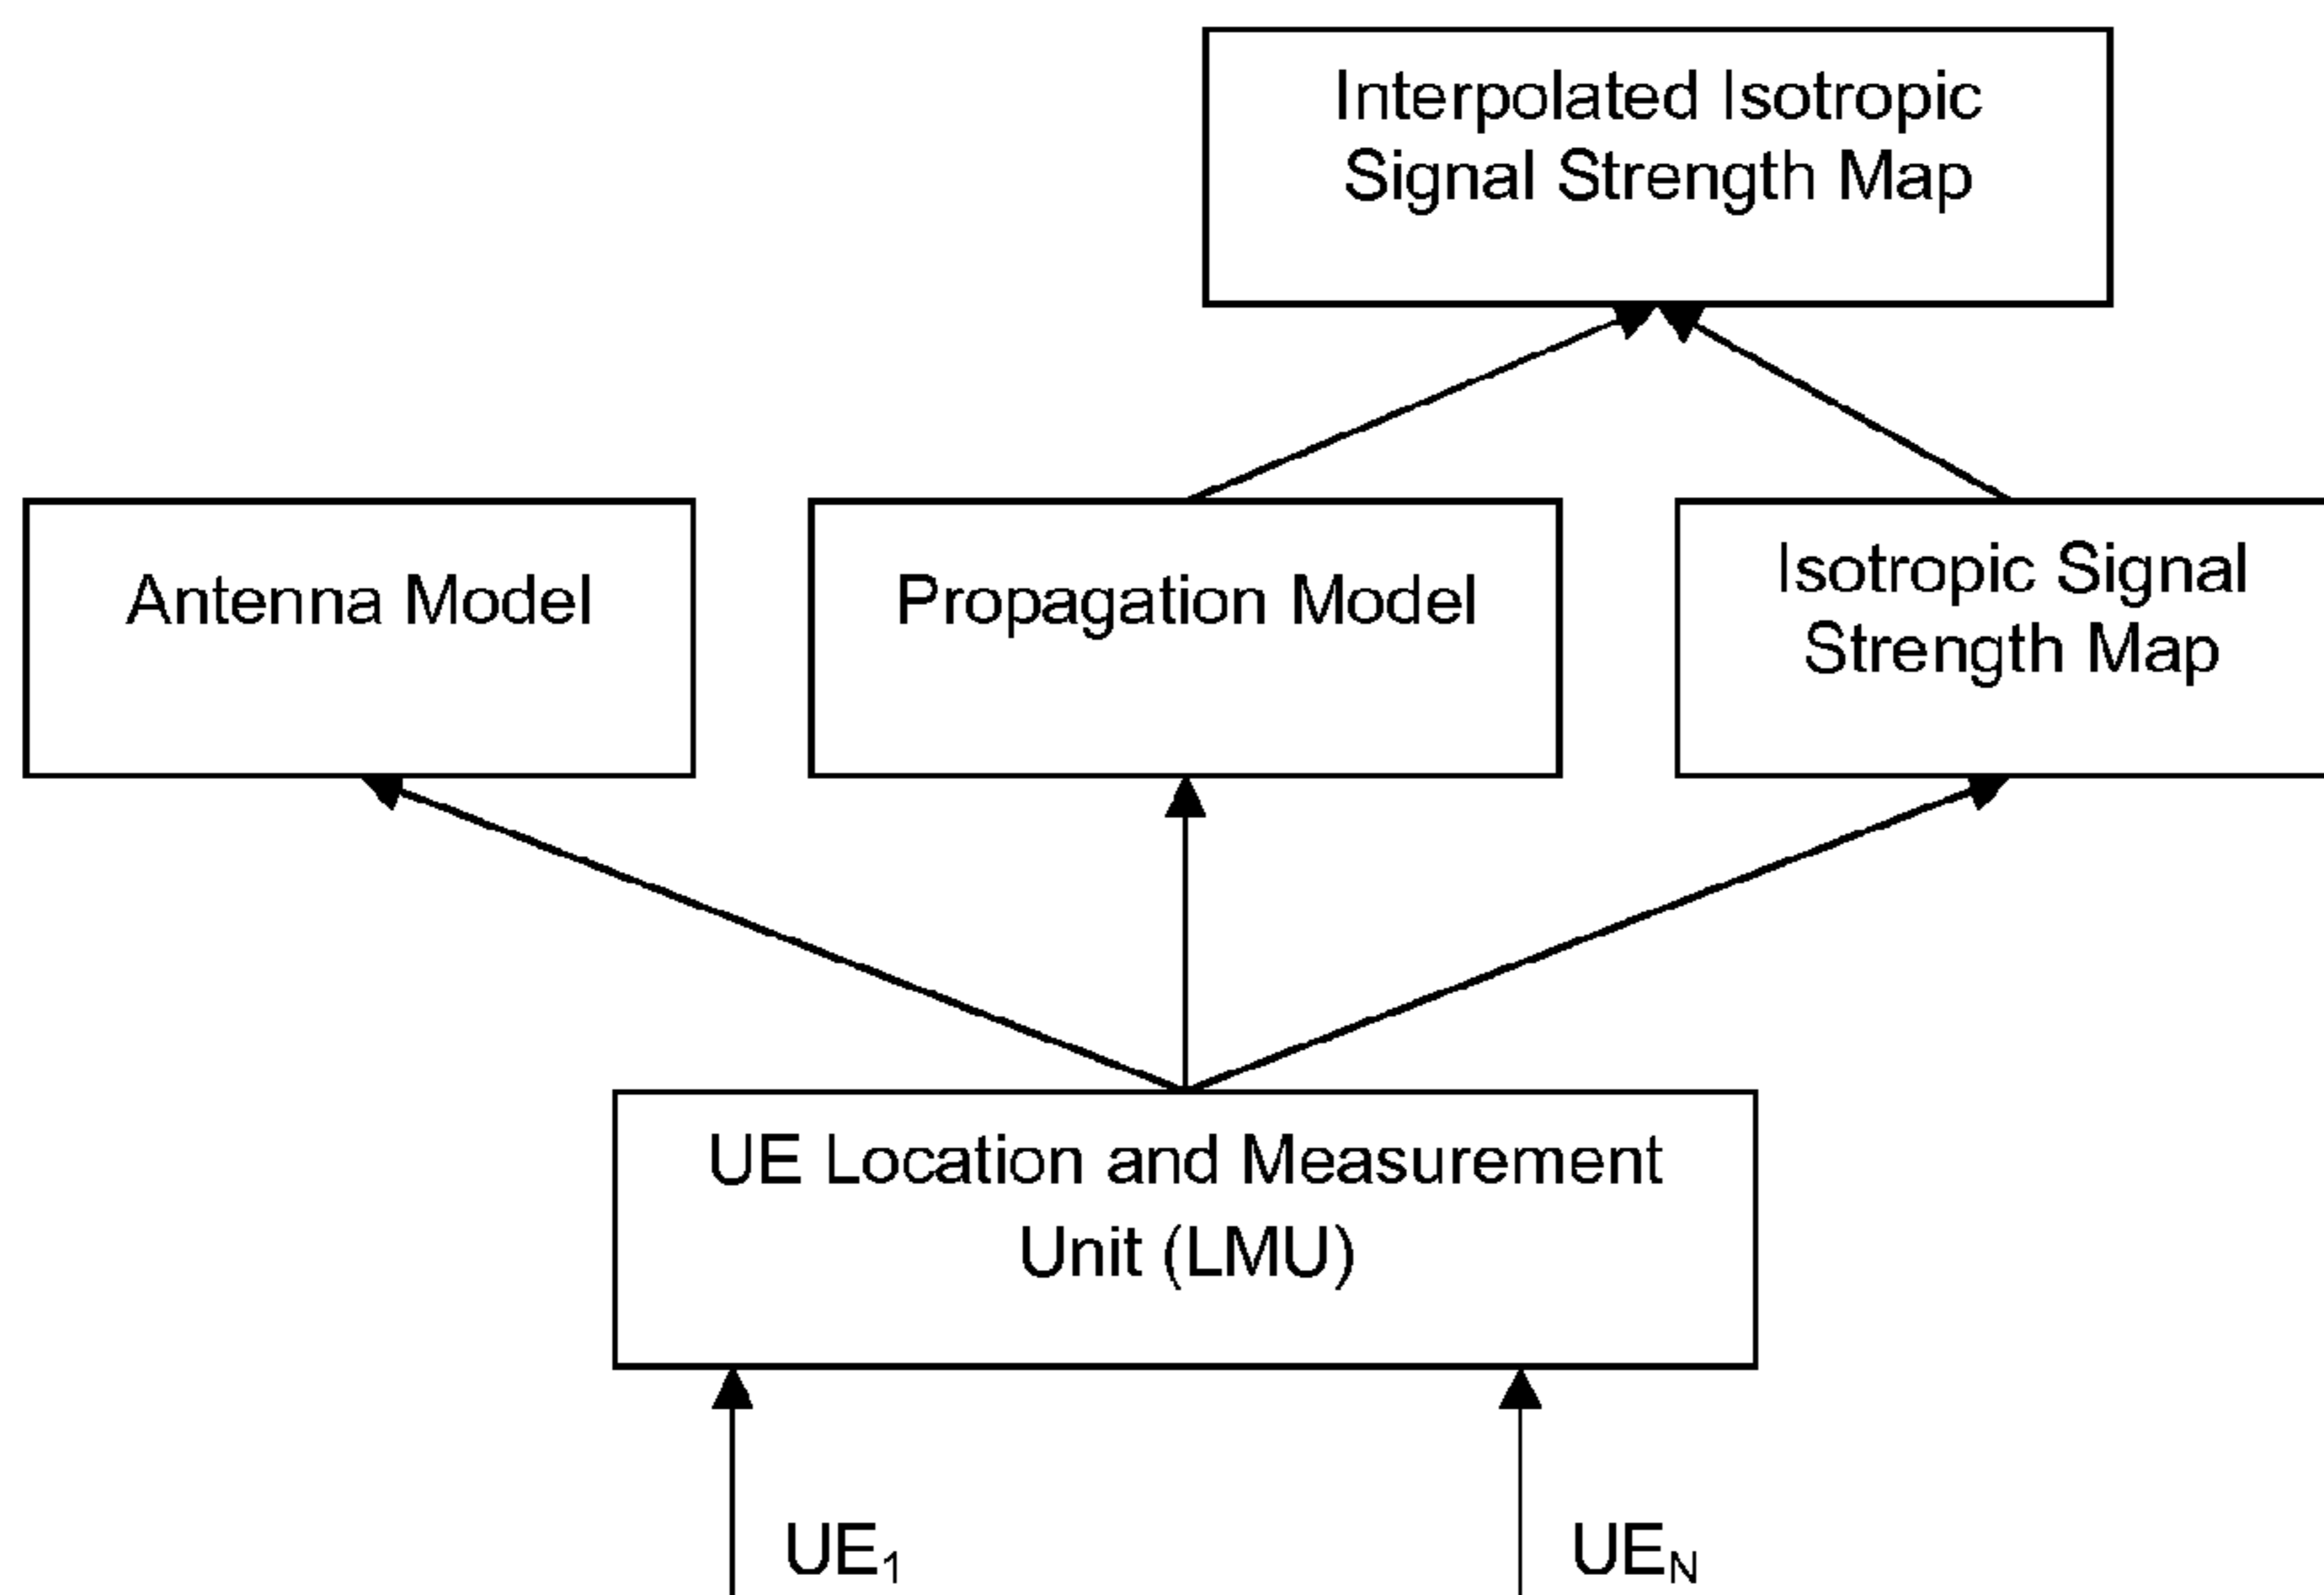 Interpolated Isotropic
Signal Strength Map
Antenna Model
Propagation Model
Isotropic Signal
Strength Map
UE Location and Measurement
Unit (LMU)
UE1
UEN